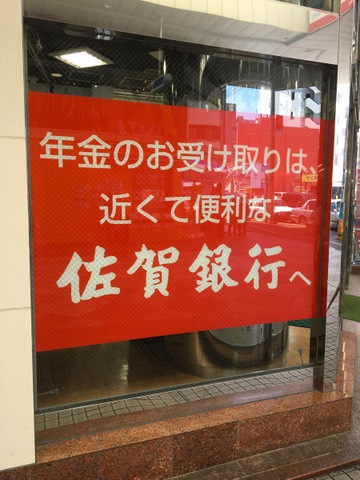 年金のお受け取りは、
近くて便利な
佐賀銀行へ